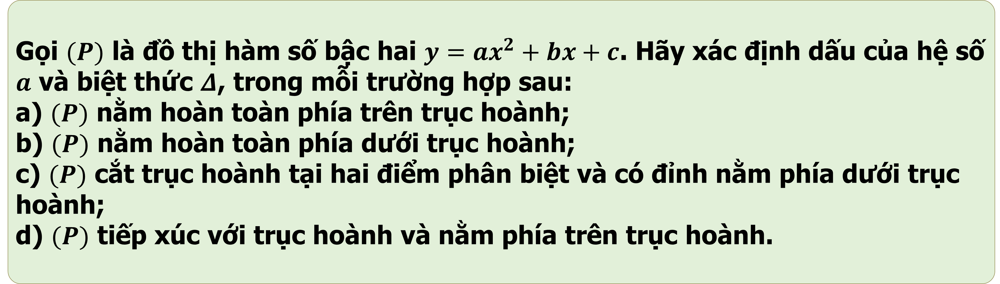 Gọi (P) là đồ thị hàm số bậc hai y = ax² + bx + c. Hãy xác định dấu của hệ số
a và biệt thức Δ, trong mỗi trường hợp sau:
a) (P) nằm hoàn toàn phía trên trục hoành;
b) (P) nằm hoàn toàn phía dưới trục hoành;
c) (P) cắt trục hoành tại hai điểm phân biệt và có đỉnh nằm phía dưới trục
hoành;
d) (P) tiếp xúc với trục hoành và nằm phía trên trục hoành.